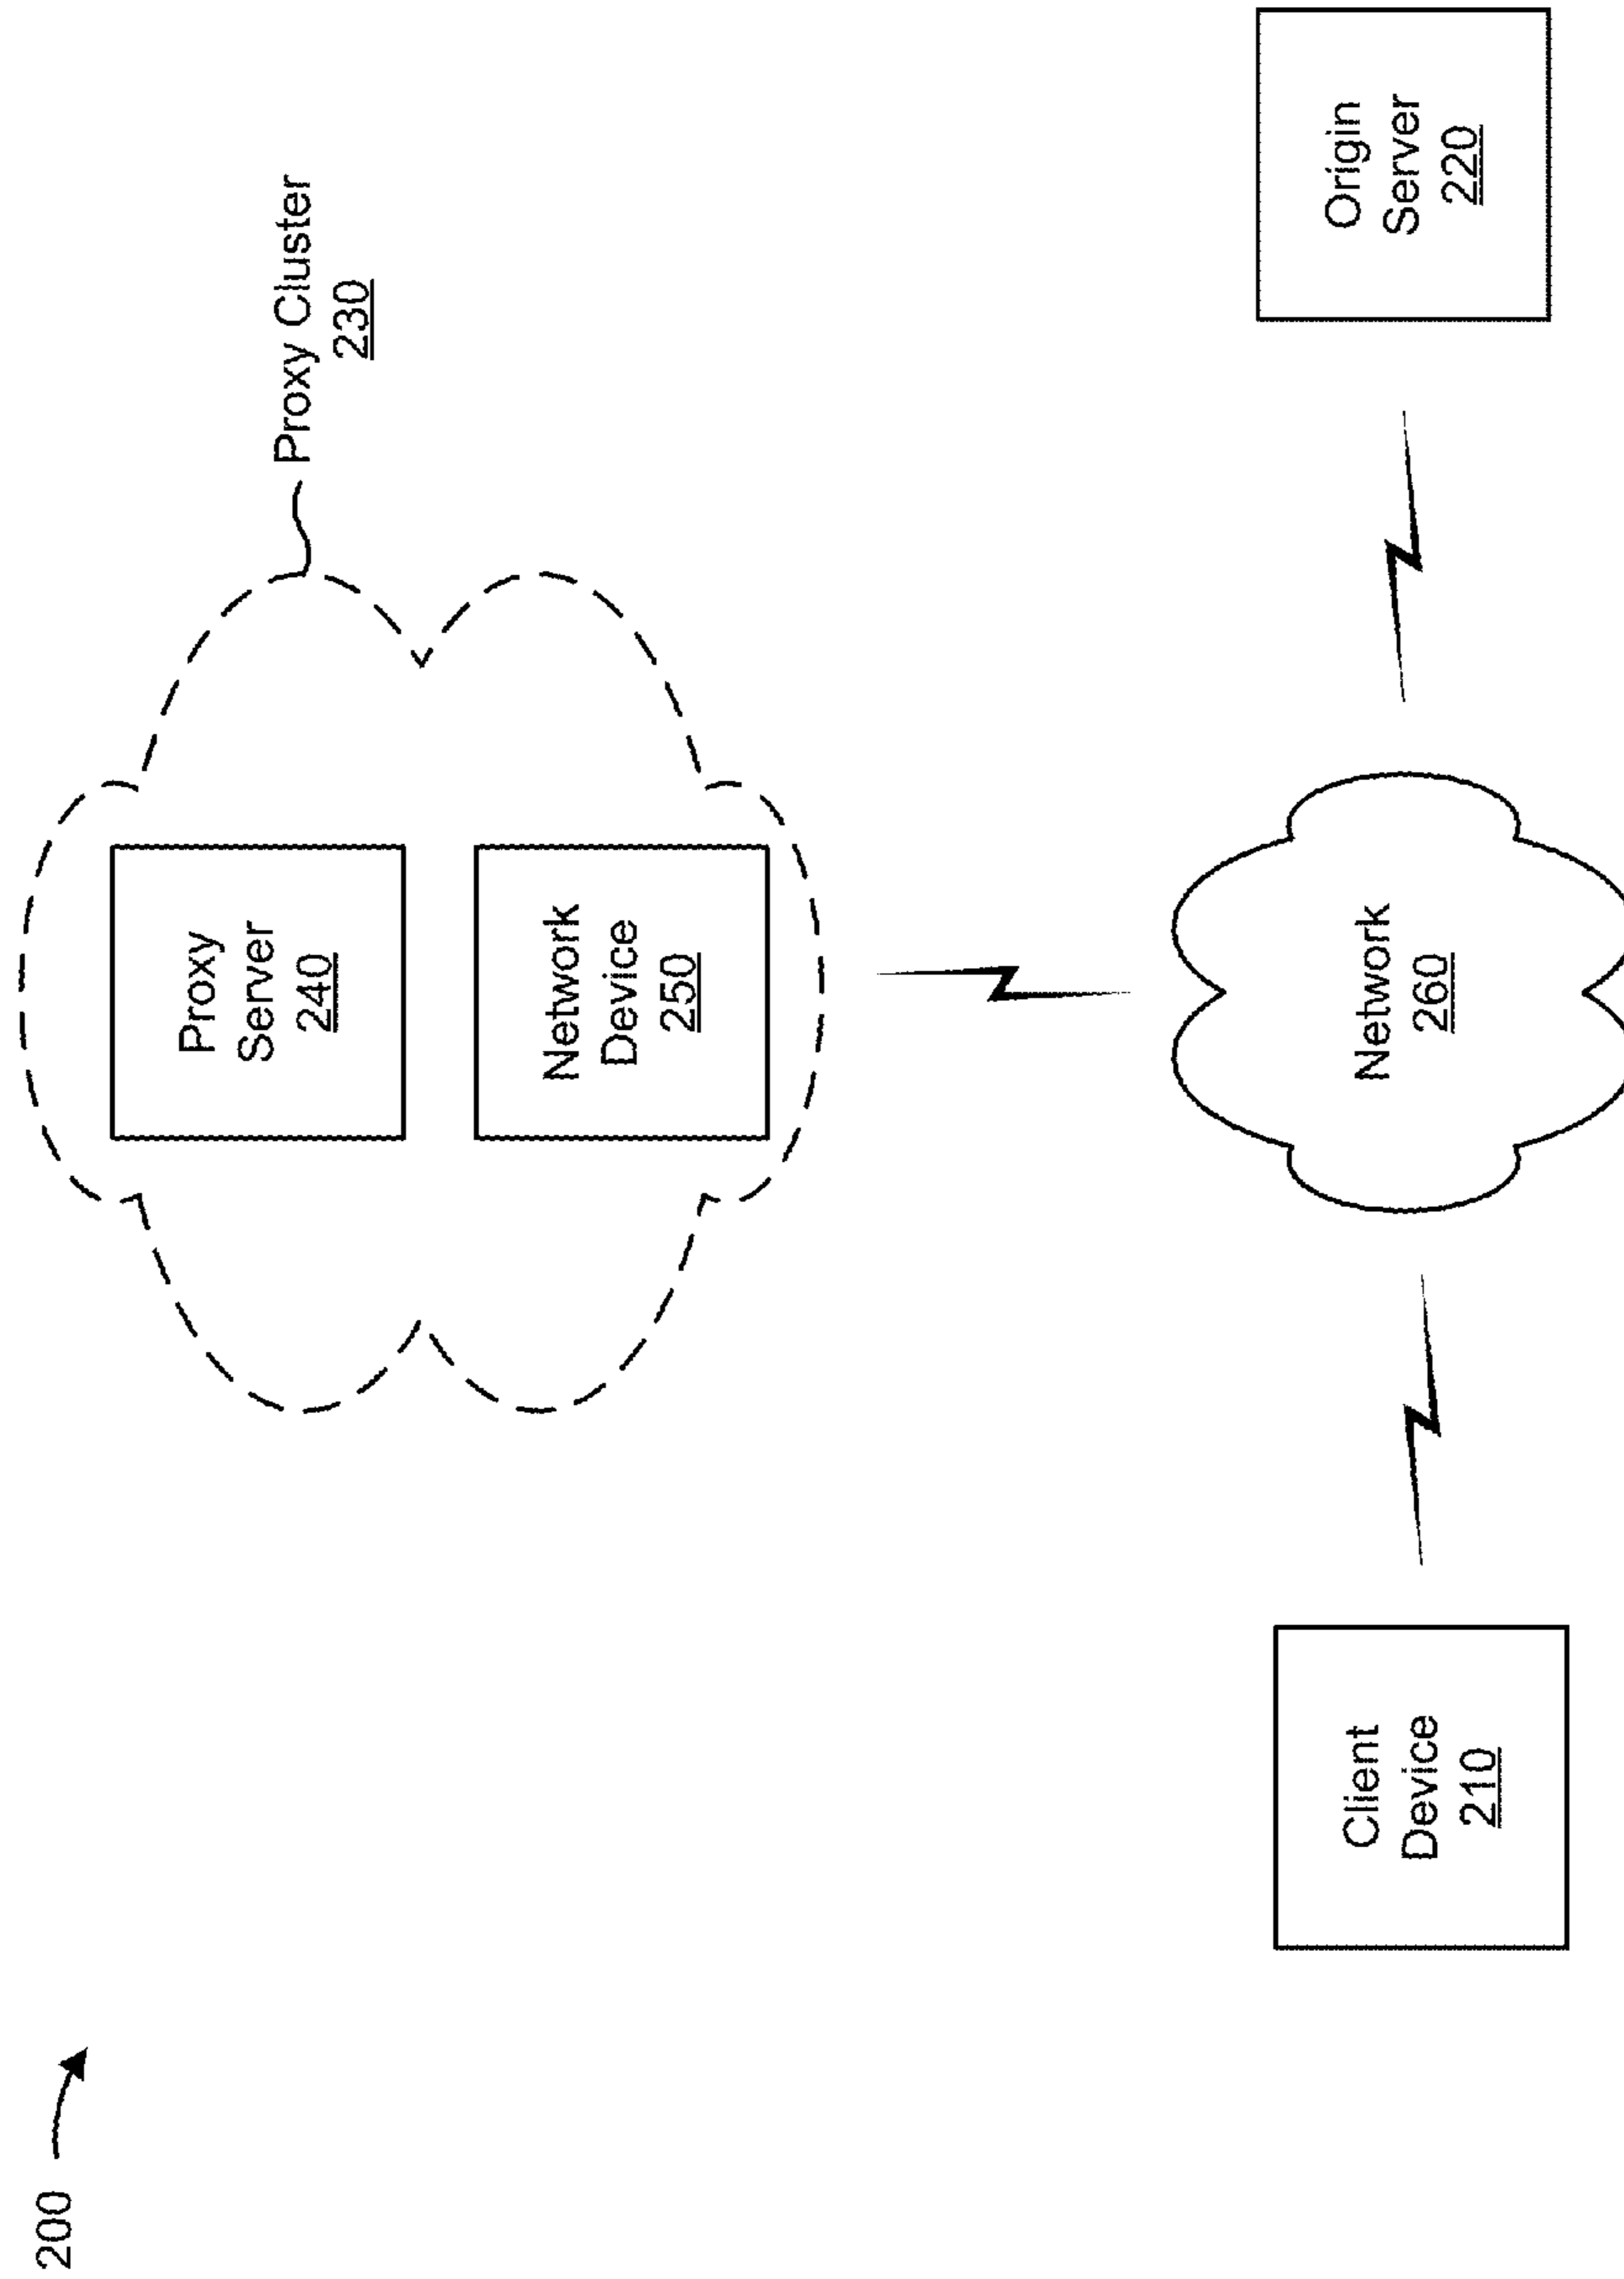 200
Proxy Cluster
230
Proxy
Server
240
Network
Device
250
Client
Device
210
Network
260
Origin
Server
220